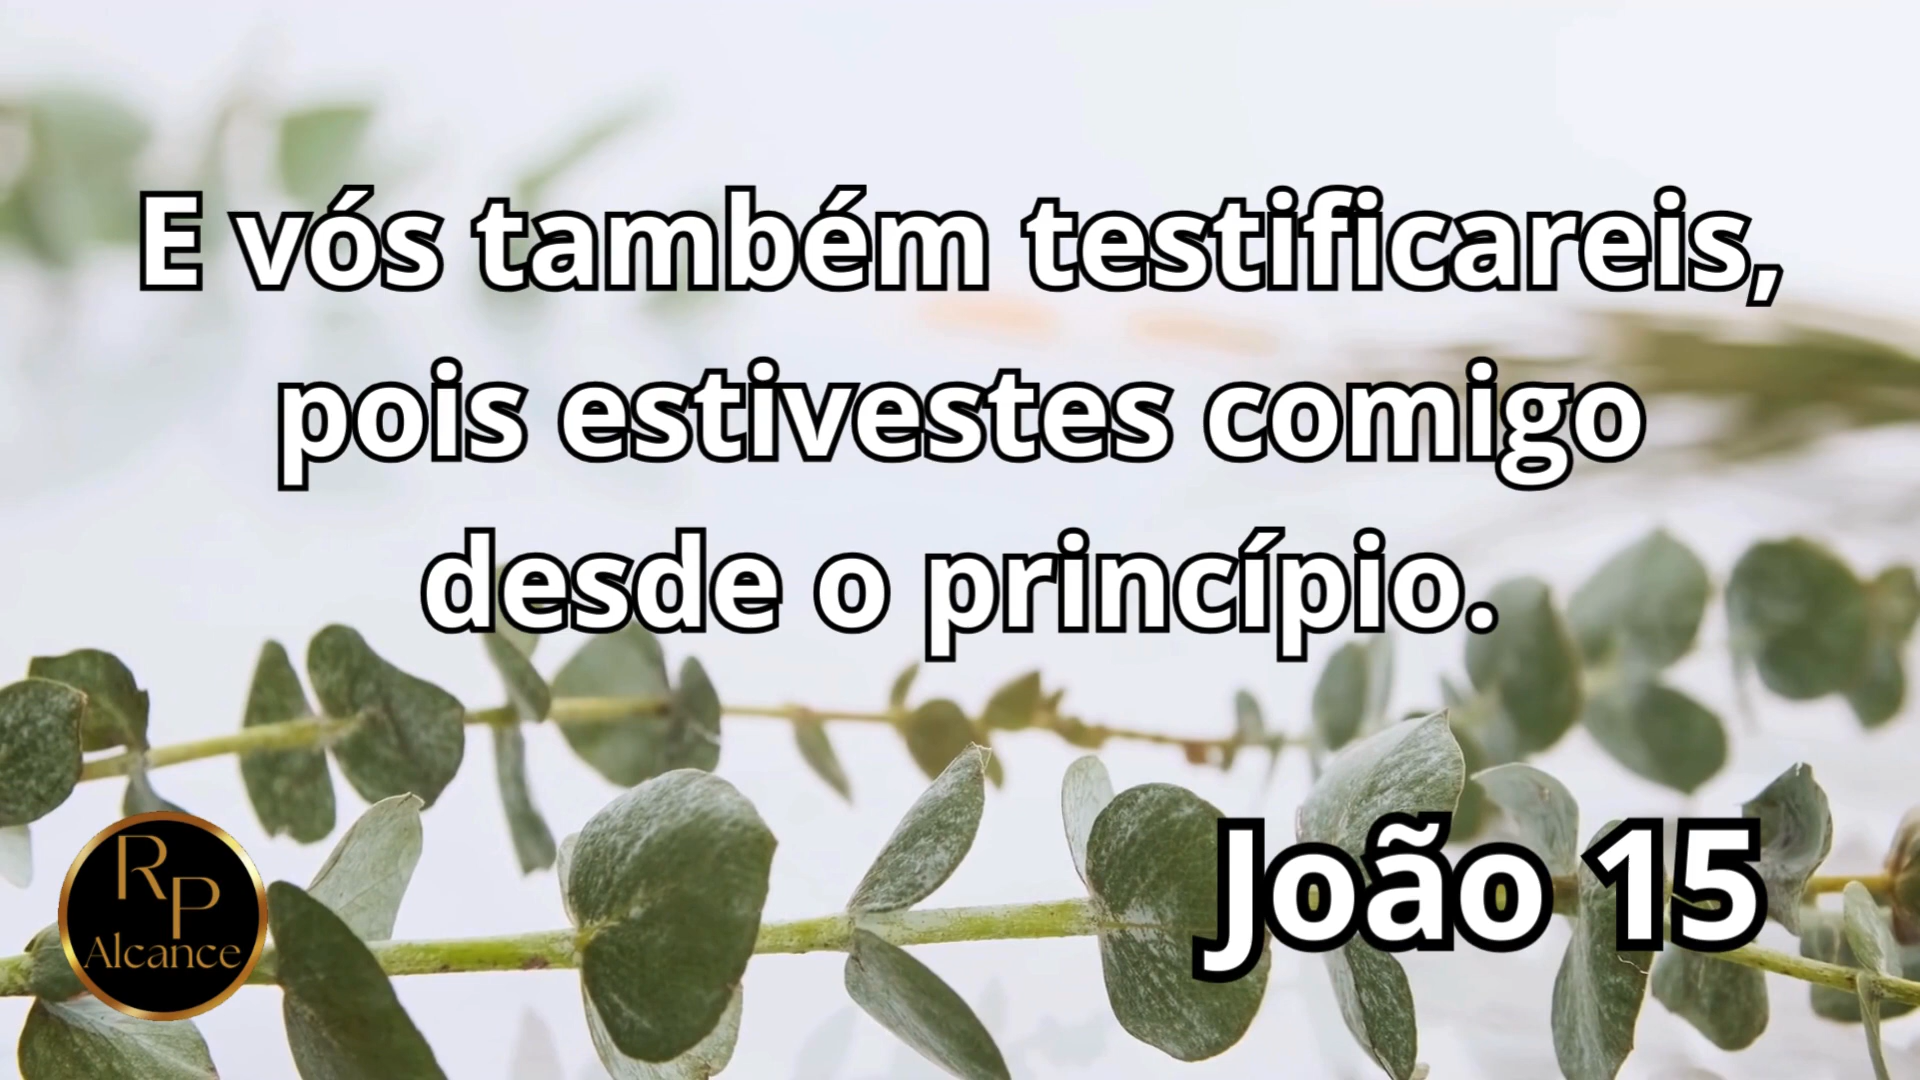 E vós também testificareis,
pois estivestes comigo
desde o princípio.
João 15
RP
Alcance